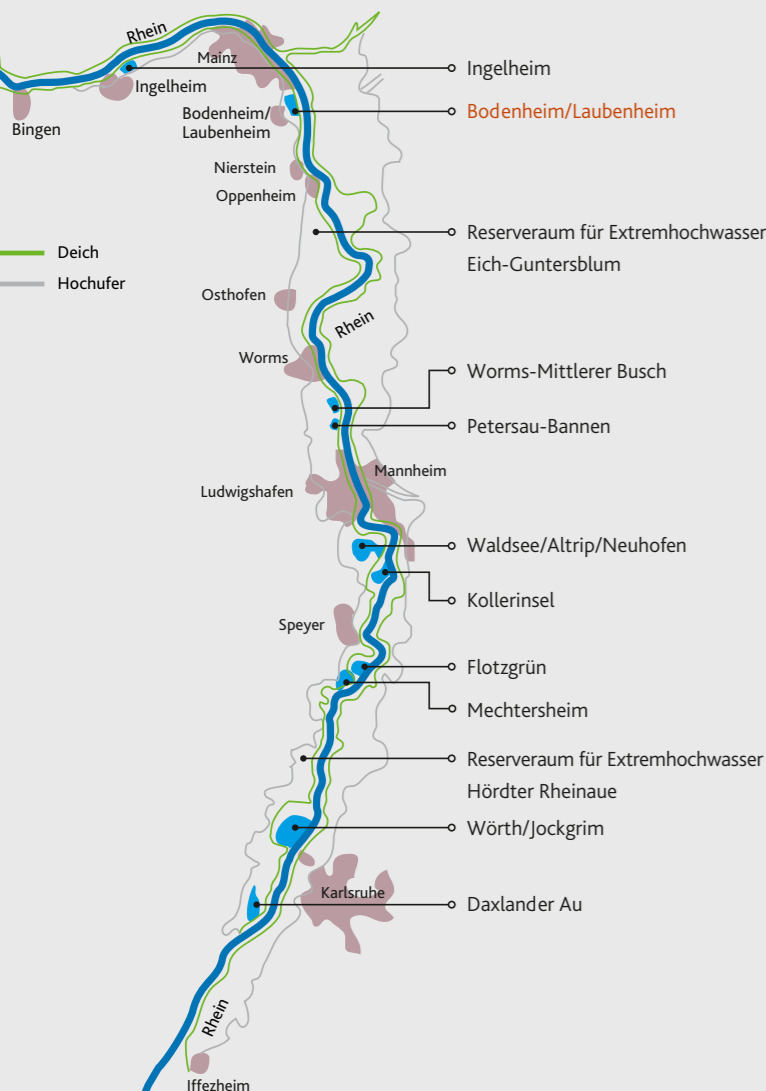 Rhein
Mainz
Ingelheim
Bingen
Bodenheim/
Laubenheim
Nierstein
Oppenheim
Deich
Hochufer
Osthofen
Rhein
Worms
Mannheim
Ludwigshafen
Speyer
Karlsruhe
Rhein
Iffezheim
Ingelheim
Bodenheim/Laubenheim
Reserveraum für Extremhochwasser
Eich-Guntersblum
Worms-Mittlerer Busch
Petersau-Bannen
Waldsee/Altrip/Neuhofen
Kollerinsel
Flotzgrün
Mechtersheim
Reserveraum für Extremhochwasser
Hördter Rheinaue
Wörth/Jockgrim
Daxlander Au